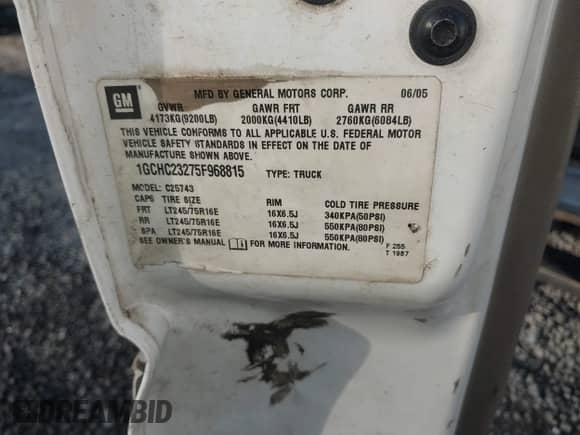 GM
MFD BY GENERAL MOTORS CORP. 06/05
GVWR GAWR FRT GAWR RR
4173KG(9200LB) 2000KG(4410LB) 2760KG(6084LB)
THIS VEHICLE CONFORMS TO ALL APPLICABLE U.S. FEDERAL MOTOR
VEHICLE SAFETY STANDARDS IN EFFECT ON THE DATE OF
MANUFACTURE SHOWN ABOVE.
1GCHC23275F968815 TYPE: TRUCK
MODEL: C25743
CAPS TIRE SIZE RIM COLD TIRE PRESSURE
FRT LT245/75R16E 16X6.5J 340KPA(50PSI)
RR LT245/75R16E 16X6.5J 550KPA(80PSI)
SPA LT245/75R16E 16X6.5J 550KPA(80PSI)
SEE OWNER'S MANUAL FOR MORE INFORMATION.
F 255
T 1987
DREAMBID